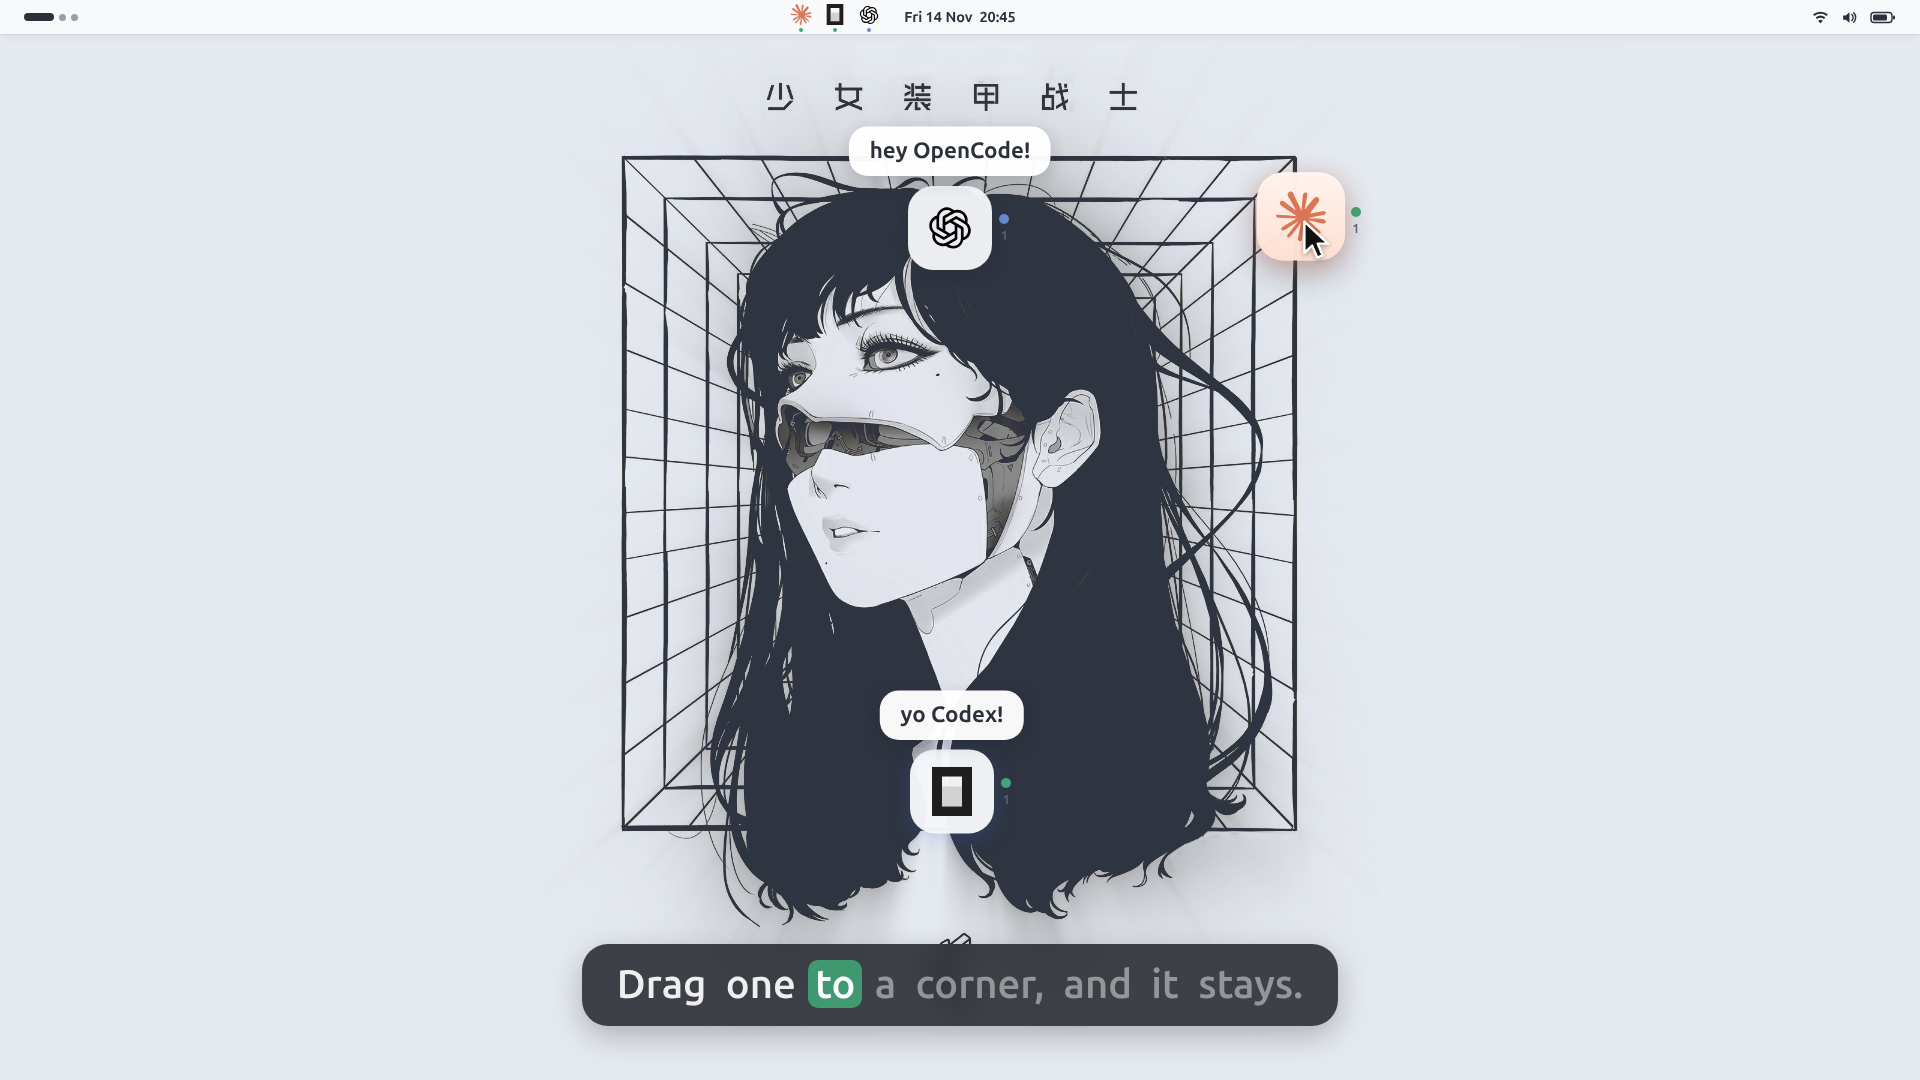 Fri 14 Nov 20:45
少女装甲战士
hey OpenCode!
1
1
yo Codex!
1
Drag one to a corner, and it stays.